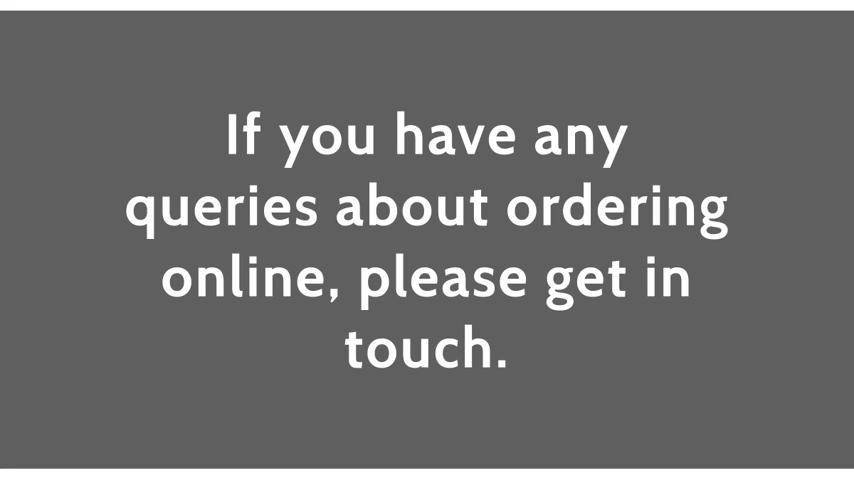 If you have any
queries about ordering
online, please get in
touch.